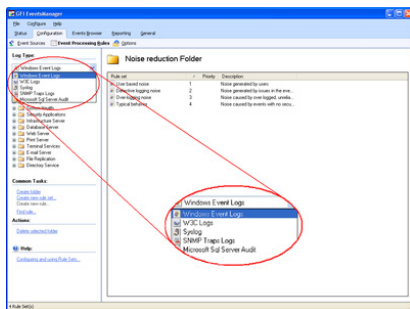 GFI EventsManager
File Configure Help
Status Configuration Events Browser Reporting General
Event Sources Event Processing Rules Options
Log Type:
Windows Event Logs
Windows Event Logs
W3C Logs
Syslog
SNMP Traps Logs
Microsoft Sql Server Audit
System Health
Security Applications
Infrastructure Server
Database Server
Web Server
Print Server
Terminal Services
E-mail Server
File Replication
Directory Service
Common Tasks:
Create folder
Create new rule set...
Create new rule...
Find rule...
Actions:
Delete selected folder
Help:
Configuring and using Rule Sets...
Noise reduction Folder
Rule set Priority Description
User based noise 1 Noise generated by users
Defective logging noise 2 Noise generated by issues in the eve...
Over-logging noise 3 Noise caused by over logged, unrela...
Typical behavior 4 Noise caused by events with no secu...
Windows Event Logs
Windows Event Logs
W3C Logs
Syslog
SNMP Traps Logs
Microsoft Sql Server Audit
4 Rule Set(s)